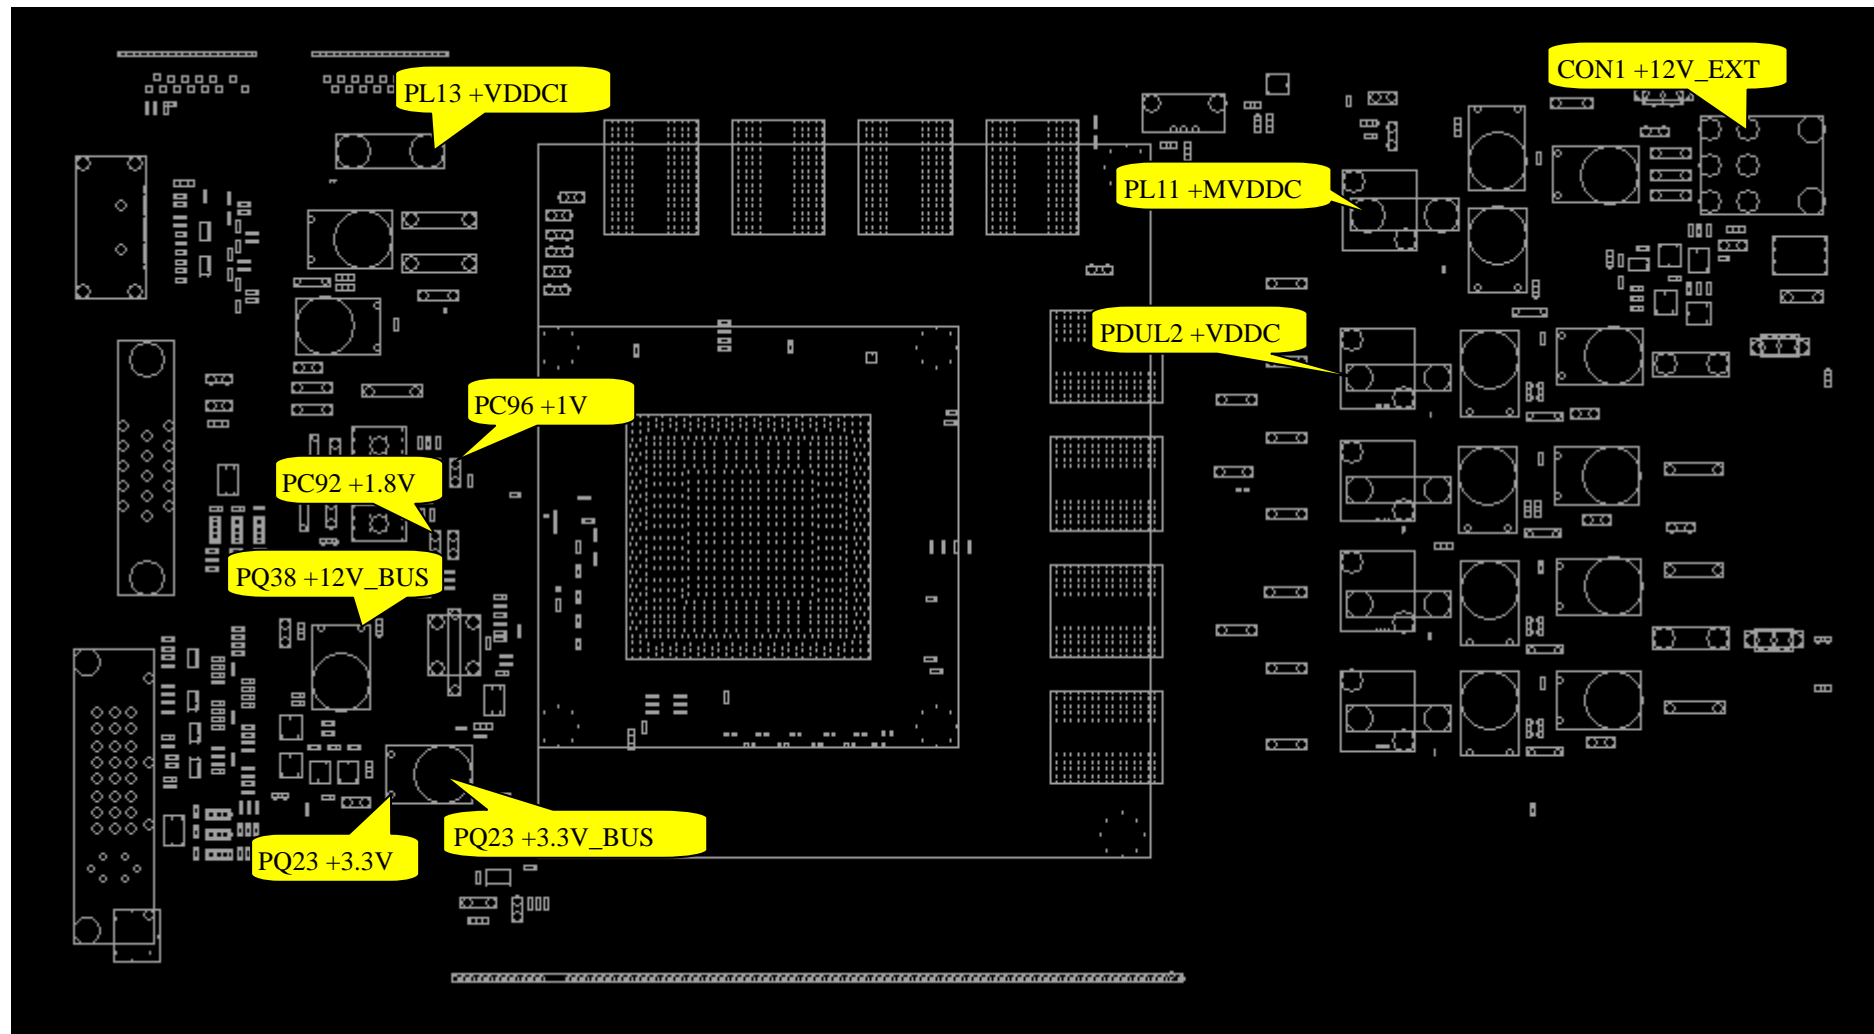 CON1 +12V_EXT
PL13 +VDDCI
PL11 +MVDDC
PDUL2 +VDDC
PC96 +1V
PC92 +1.8V
PQ38 +12V_BUS
PQ23 +3.3V_BUS
PQ23 +3.3V